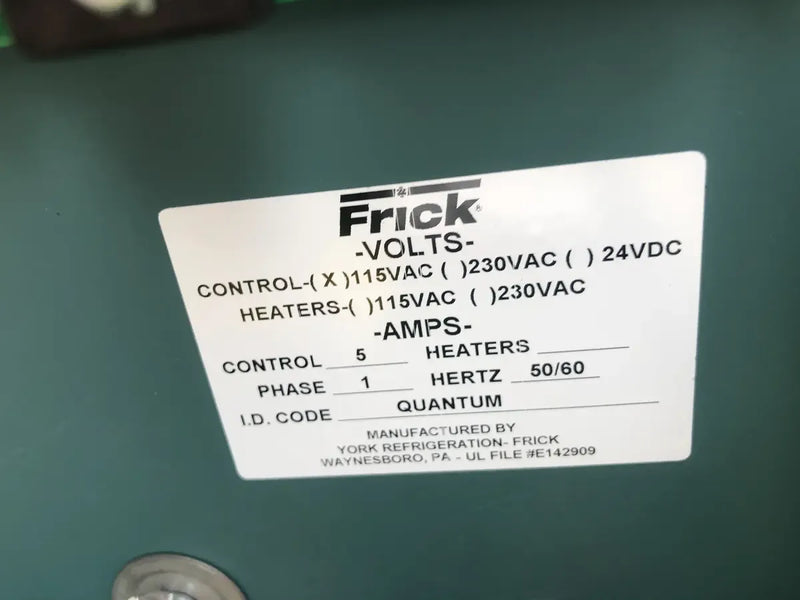 Frick®
-VOLTS-
CONTROL-( X )115VAC ( )230VAC ( ) 24VDC
HEATERS-( )115VAC ( )230VAC
-AMPS-
CONTROL 5 HEATERS
PHASE 1 HERTZ 50/60
I.D. CODE QUANTUM
MANUFACTURED BY
YORK REFRIGERATION- FRICK
WAYNESBORO, PA - UL FILE #E142909